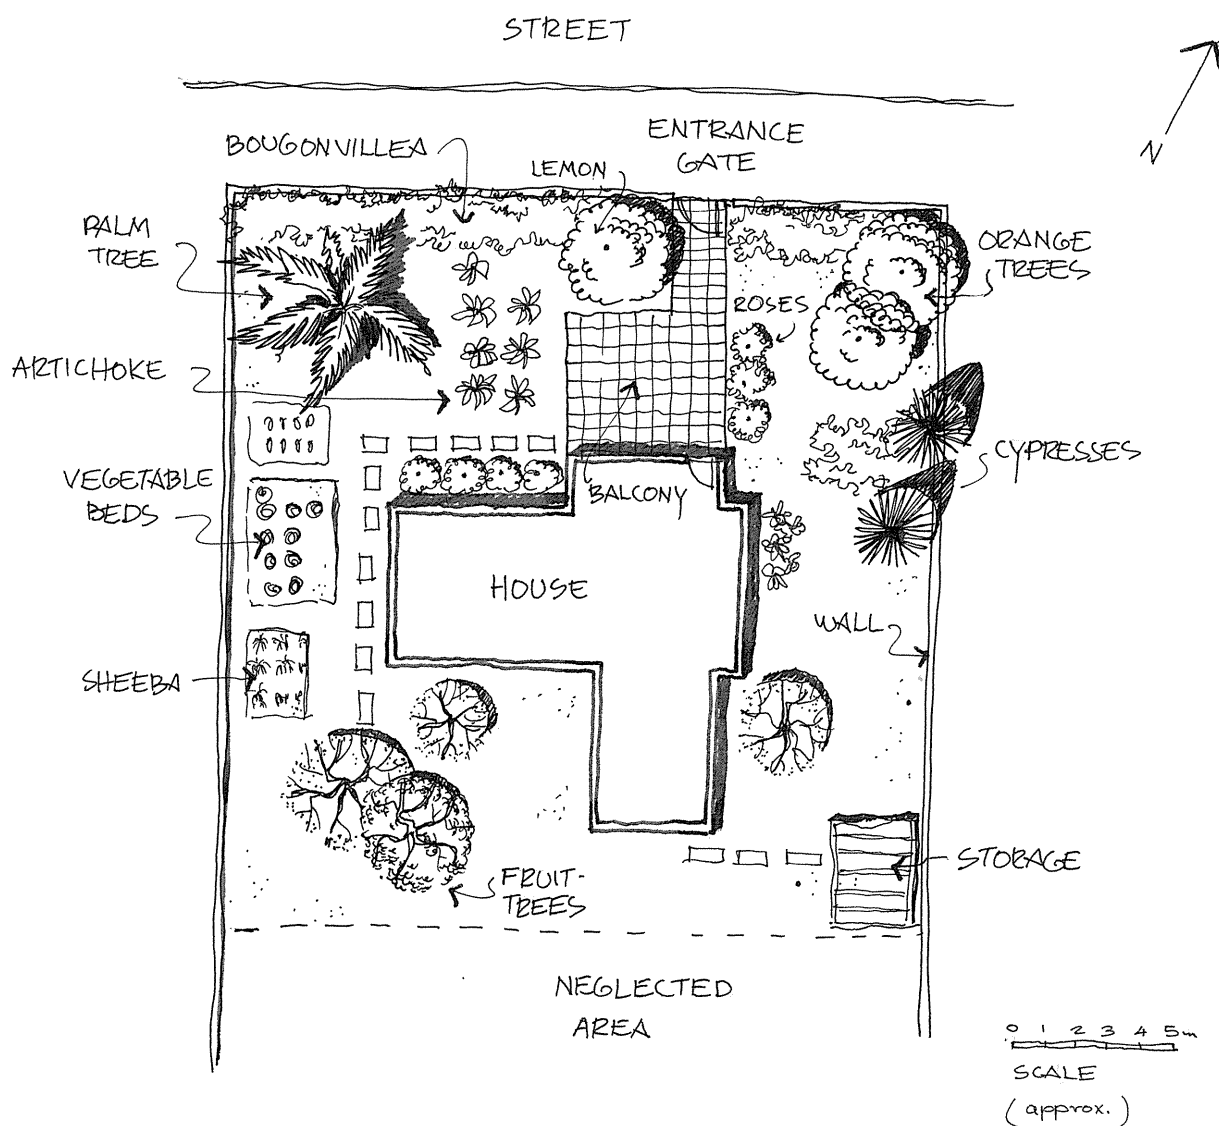 STREET
N
ENTRANCE
GATE
BOUGONVILLEA
LEMON
PALM
TREE
ORANGE
TREES
ROSES
ARTICHOKE
CYPRESSES
VEGETABLE
BEDS
BALCONY
HOUSE
WALL
SHEEBA
STORAGE
FRUIT-
TREES
NEGLECTED
AREA
0 1 2 3 4 5m
SCALE
(approx.)